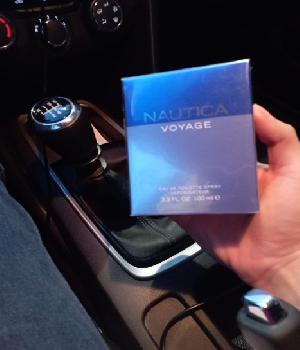 NAUTICA
VOYAGE
EAU DE TOILETTE SPRAY
VAPORISATEUR
3.3 FL OZ 100 ml e